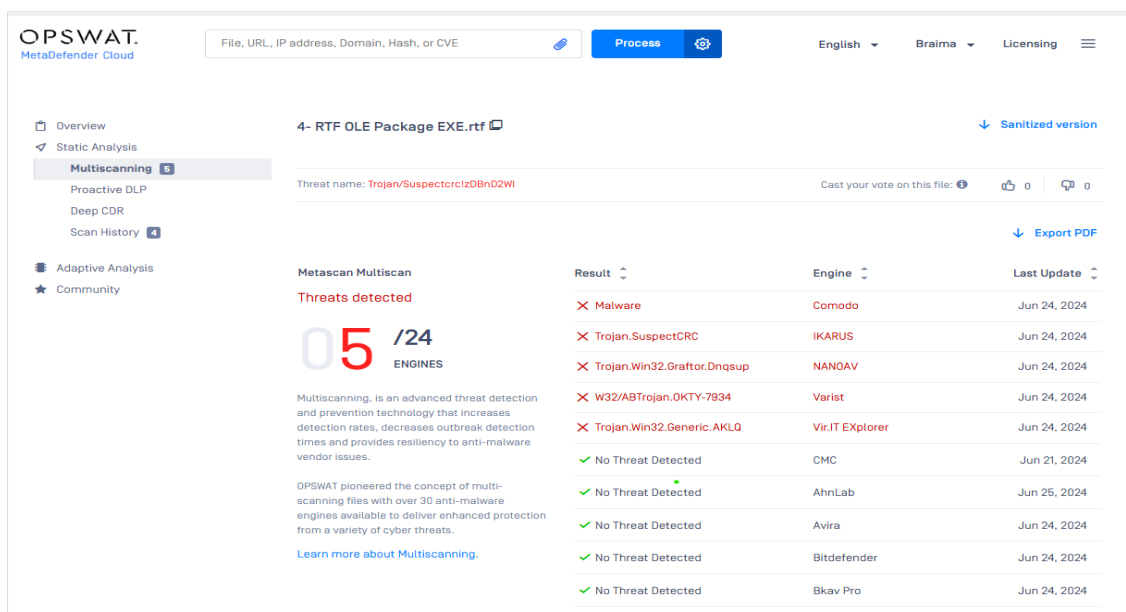 OPSWAT.
MetaDefender Cloud
File, URL, IP address, Domain, Hash, or CVE
Process
English
Braima
Licensing
Overview
Static Analysis
Multiscanning 5
Proactive DLP
Deep CDR
Scan History 4
Adaptive Analysis
Community
4- RTF OLE Package EXE.rtf
Sanitized version
Threat name: Trojan/Suspectcrc!zDBnD2WI
Cast your vote on this file: 0 0
Export PDF
Metascan Multiscan
Threats detected
05 /24
ENGINES
Multiscanning, is an advanced threat detection
and prevention technology that increases
detection rates, decreases outbreak detection
times and provides resiliency to anti-malware
vendor issues.
OPSWAT pioneered the concept of multi-
scanning files with over 30 anti-malware
engines available to deliver enhanced protection
from a variety of cyber threats.
Learn more about Multiscanning.
Result Engine Last Update
Malware Comodo Jun 24, 2024
Trojan.SuspectCRC IKARUS Jun 24, 2024
Trojan.Win32.Graftor.Dnqsup NANOAV Jun 24, 2024
W32/ABTrojan.OKTY-7934 Varist Jun 24, 2024
Trojan.Win32.Generic.AKLQ Vir.IT EXplorer Jun 24, 2024
No Threat Detected CMC Jun 21, 2024
No Threat Detected AhnLab Jun 25, 2024
No Threat Detected Avira Jun 24, 2024
No Threat Detected Bitdefender Jun 24, 2024
No Threat Detected Bkav Pro Jun 24, 2024